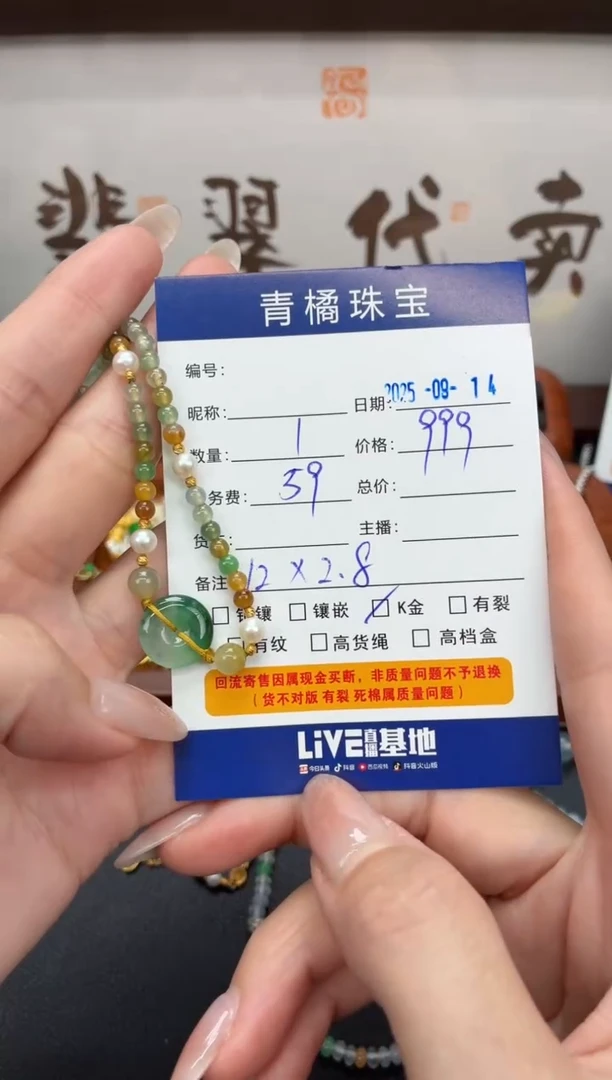 翡翠代卖
青橘珠宝
编号:
昵称: 日期: 2025-09-14
数量: 1 价格: 999
务费: 59 总价:
货 主播:
备注 12×2.8
镶 镶嵌 K金 有裂
有纹 高货绳 高档盒
回流寄售因属现金买断,非质量问题不予退换
(货不对版 有裂 死棉属质量问题)
LIVE直播基地
今日头条 抖音 西瓜视频 抖音火山版